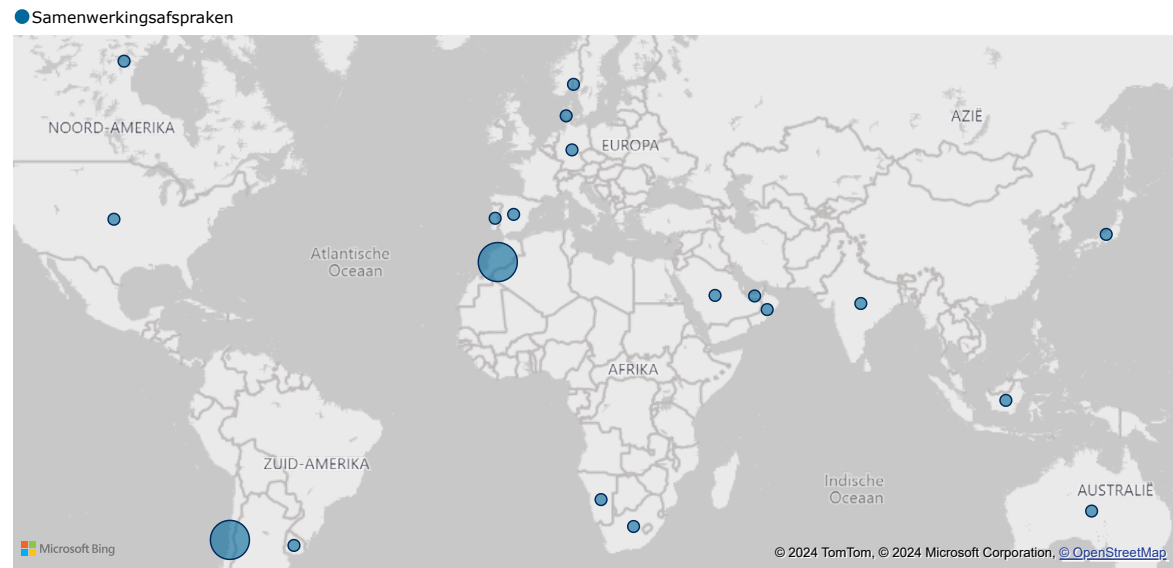 Samenwerkingsafspraken
NOORD-AMERIKA
EUROPA
AZIË
Atlantische
Oceaan
AFRIKA
ZUID-AMERIKA
Indische
Oceaan
AUSTRALIË
Microsoft Bing
© 2024 TomTom, © 2024 Microsoft Corporation, © OpenStreetMap